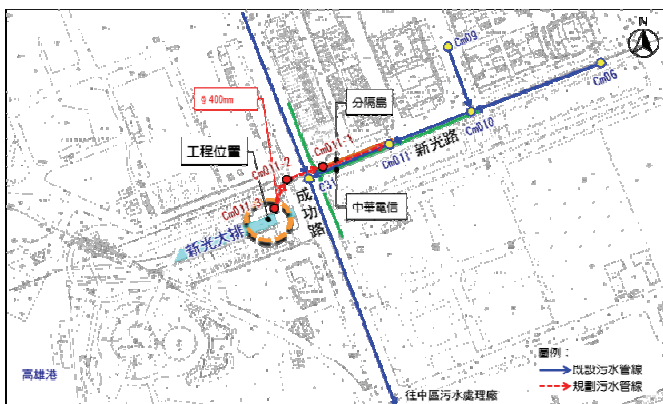 N
Cm09
Cm06
φ400mm
分隔島
Cm010
Cm011-1
工程位置
Cm011
新光路
Cm011-2
C41
中華電信
Cm011-3
成功路
新光大排
圖例：
既設污水管線
規劃污水管線
高雄港
往中區污水處理廠